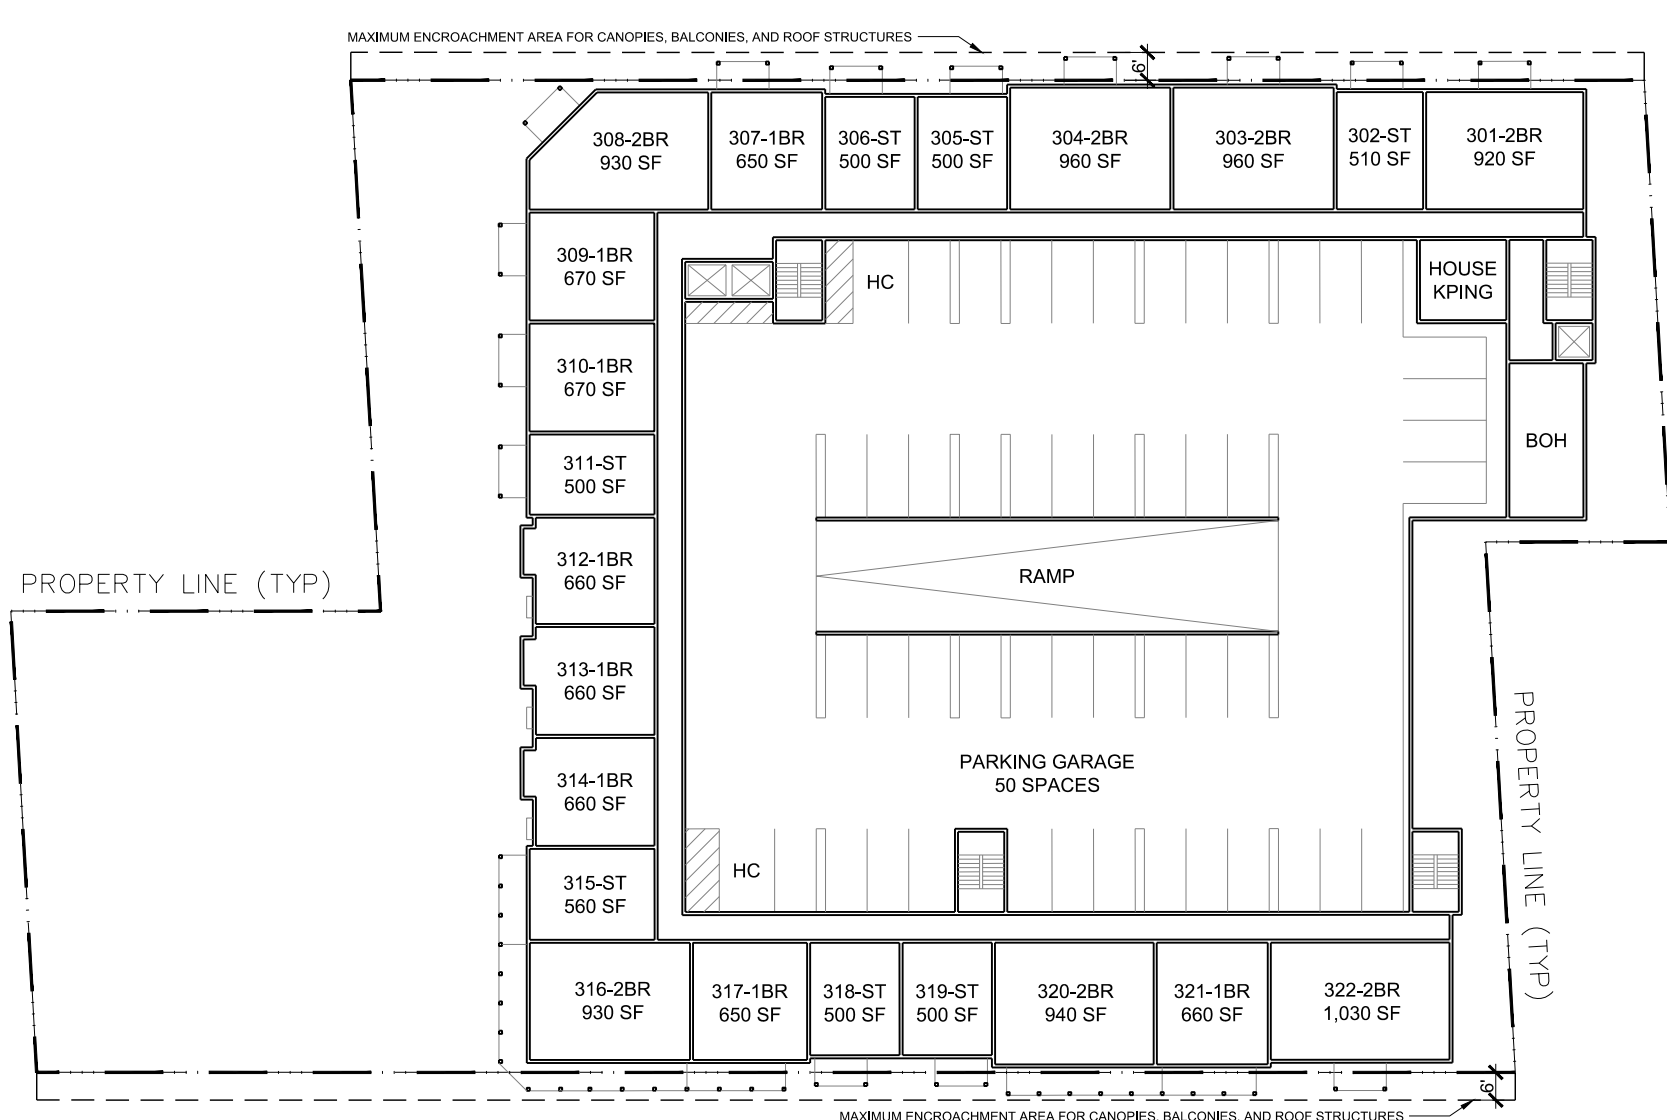 MAXIMUM ENCROACHMENT AREA FOR CANOPIES, BALCONIES, AND ROOF STRUCTURES
6'
308-2BR
930 SF
307-1BR
650 SF
306-ST
500 SF
305-ST
500 SF
304-2BR
960 SF
303-2BR
960 SF
302-ST
510 SF
301-2BR
920 SF
309-1BR
670 SF
HC
HOUSE
KPING
310-1BR
670 SF
311-ST
500 SF
BOH
312-1BR
660 SF
RAMP
PROPERTY LINE (TYP)
313-1BR
660 SF
PROPERTY LINE (TYP)
314-1BR
660 SF
PARKING GARAGE
50 SPACES
HC
315-ST
560 SF
316-2BR
930 SF
317-1BR
650 SF
318-ST
500 SF
319-ST
500 SF
320-2BR
940 SF
321-1BR
660 SF
322-2BR
1,030 SF
6'
MAXIMUM ENCROACHMENT AREA FOR CANOPIES, BALCONIES, AND ROOF STRUCTURES